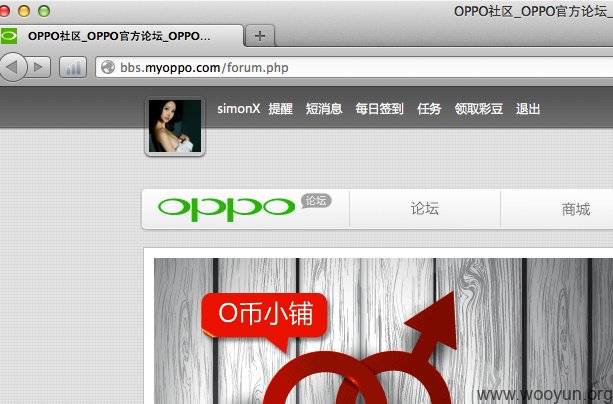 OPPO社区_OPPO官方论坛_
OPPO社区_OPPO官方论坛_OPPO...
bbs.myoppo.com/forum.php
simonX 提醒 短消息 每日签到 任务 领取彩豆 退出
oppo 论坛 论坛 商城
O币小铺
www.wooyun.org